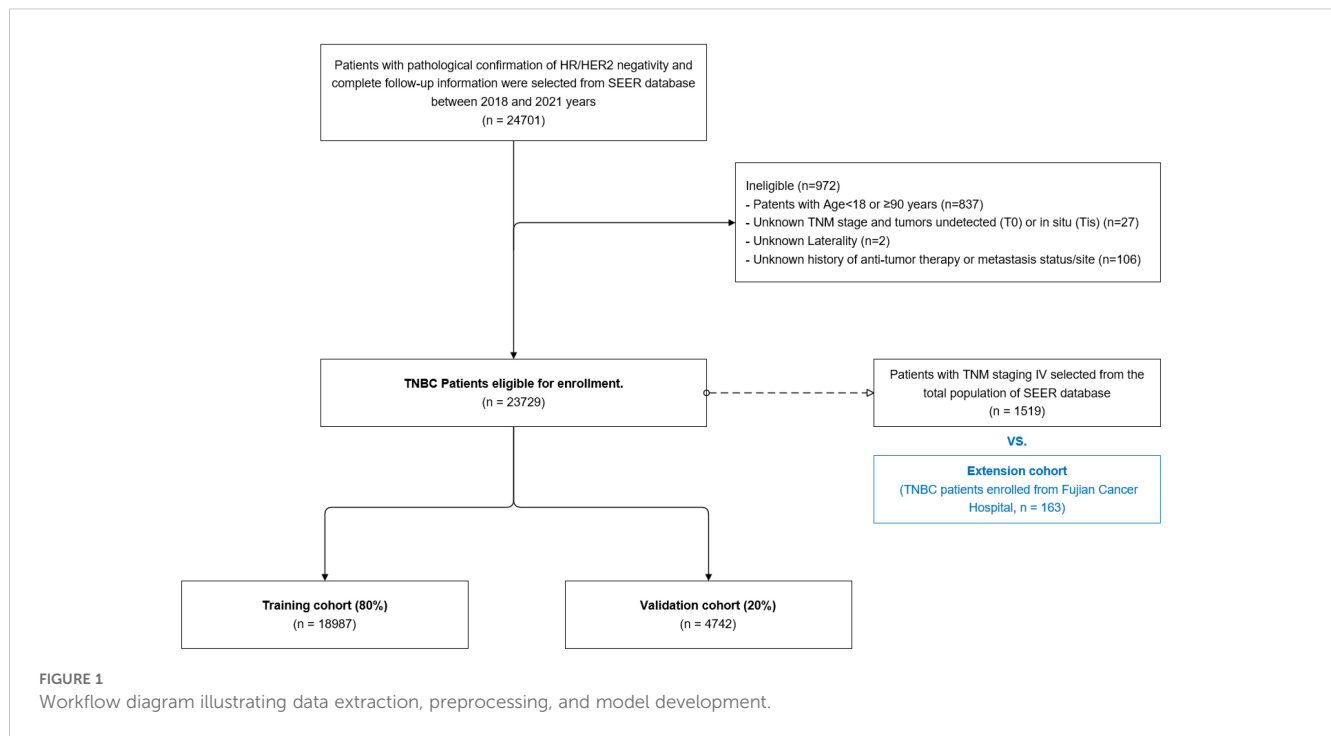 Patients with pathological confirmation of HR/HER2 negativity and
complete follow-up information were selected from SEER database
between 2018 and 2021 years
(n = 24701)
Ineligible (n=972)
- Patents with Age<18 or ≥90 years (n=837)
- Unknown TNM stage and tumors undetected (T0) or in situ (Tis) (n=27)
- Unknown Laterality (n=2)
- Unknown history of anti-tumor therapy or metastasis status/site (n=106)
TNBC Patients eligible for enrollment.
(n = 23729)
Patients with TNM staging IV selected from the
total population of SEER database
(n = 1519)
VS.
Extension cohort
(TNBC patients enrolled from Fujian Cancer
Hospital, n = 163)
Training cohort (80%)
(n = 18987)
Validation cohort (20%)
(n = 4742)
FIGURE 1
Workflow diagram illustrating data extraction, preprocessing, and model development.